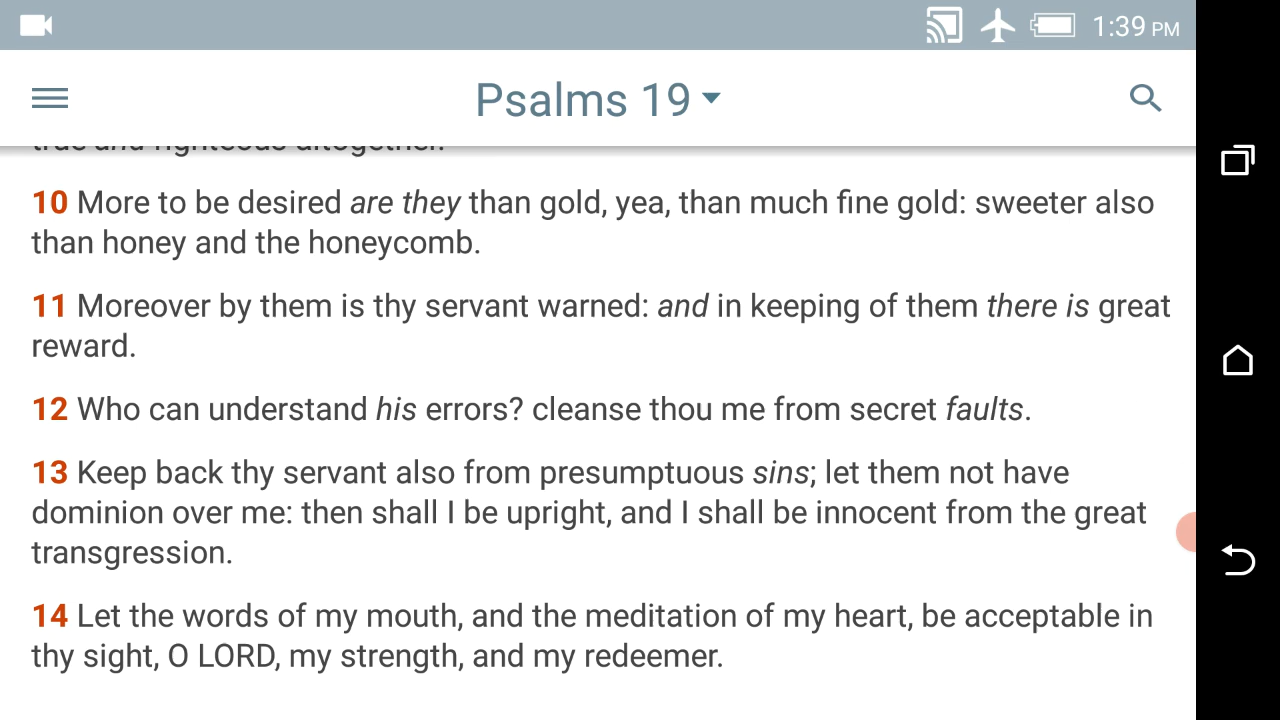 1:39 PM
Psalms 19
true and righteous altogether.
10 More to be desired are they than gold, yea, than much fine gold: sweeter also
than honey and the honeycomb.
11 Moreover by them is thy servant warned: and in keeping of them there is great
reward.
12 Who can understand his errors? cleanse thou me from secret faults.
13 Keep back thy servant also from presumptuous sins; let them not have
dominion over me: then shall I be upright, and I shall be innocent from the great
transgression.
14 Let the words of my mouth, and the meditation of my heart, be acceptable in
thy sight, O LORD, my strength, and my redeemer.